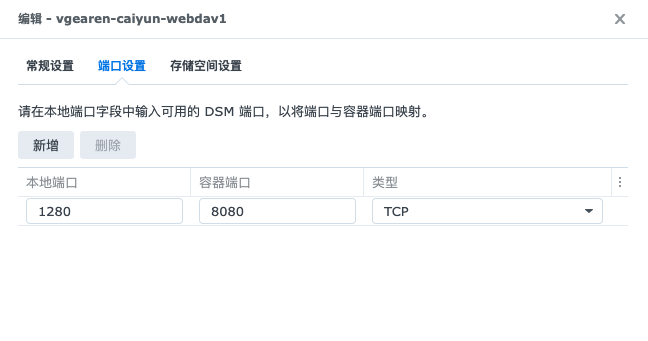 编辑 - vgearen-caiyun-webdav1
常规设置 端口设置 存储空间设置
请在本地端口字段中输入可用的 DSM 端口，以将端口与容器端口映射。
新增 删除
本地端口 容器端口 类型
1280 8080 TCP